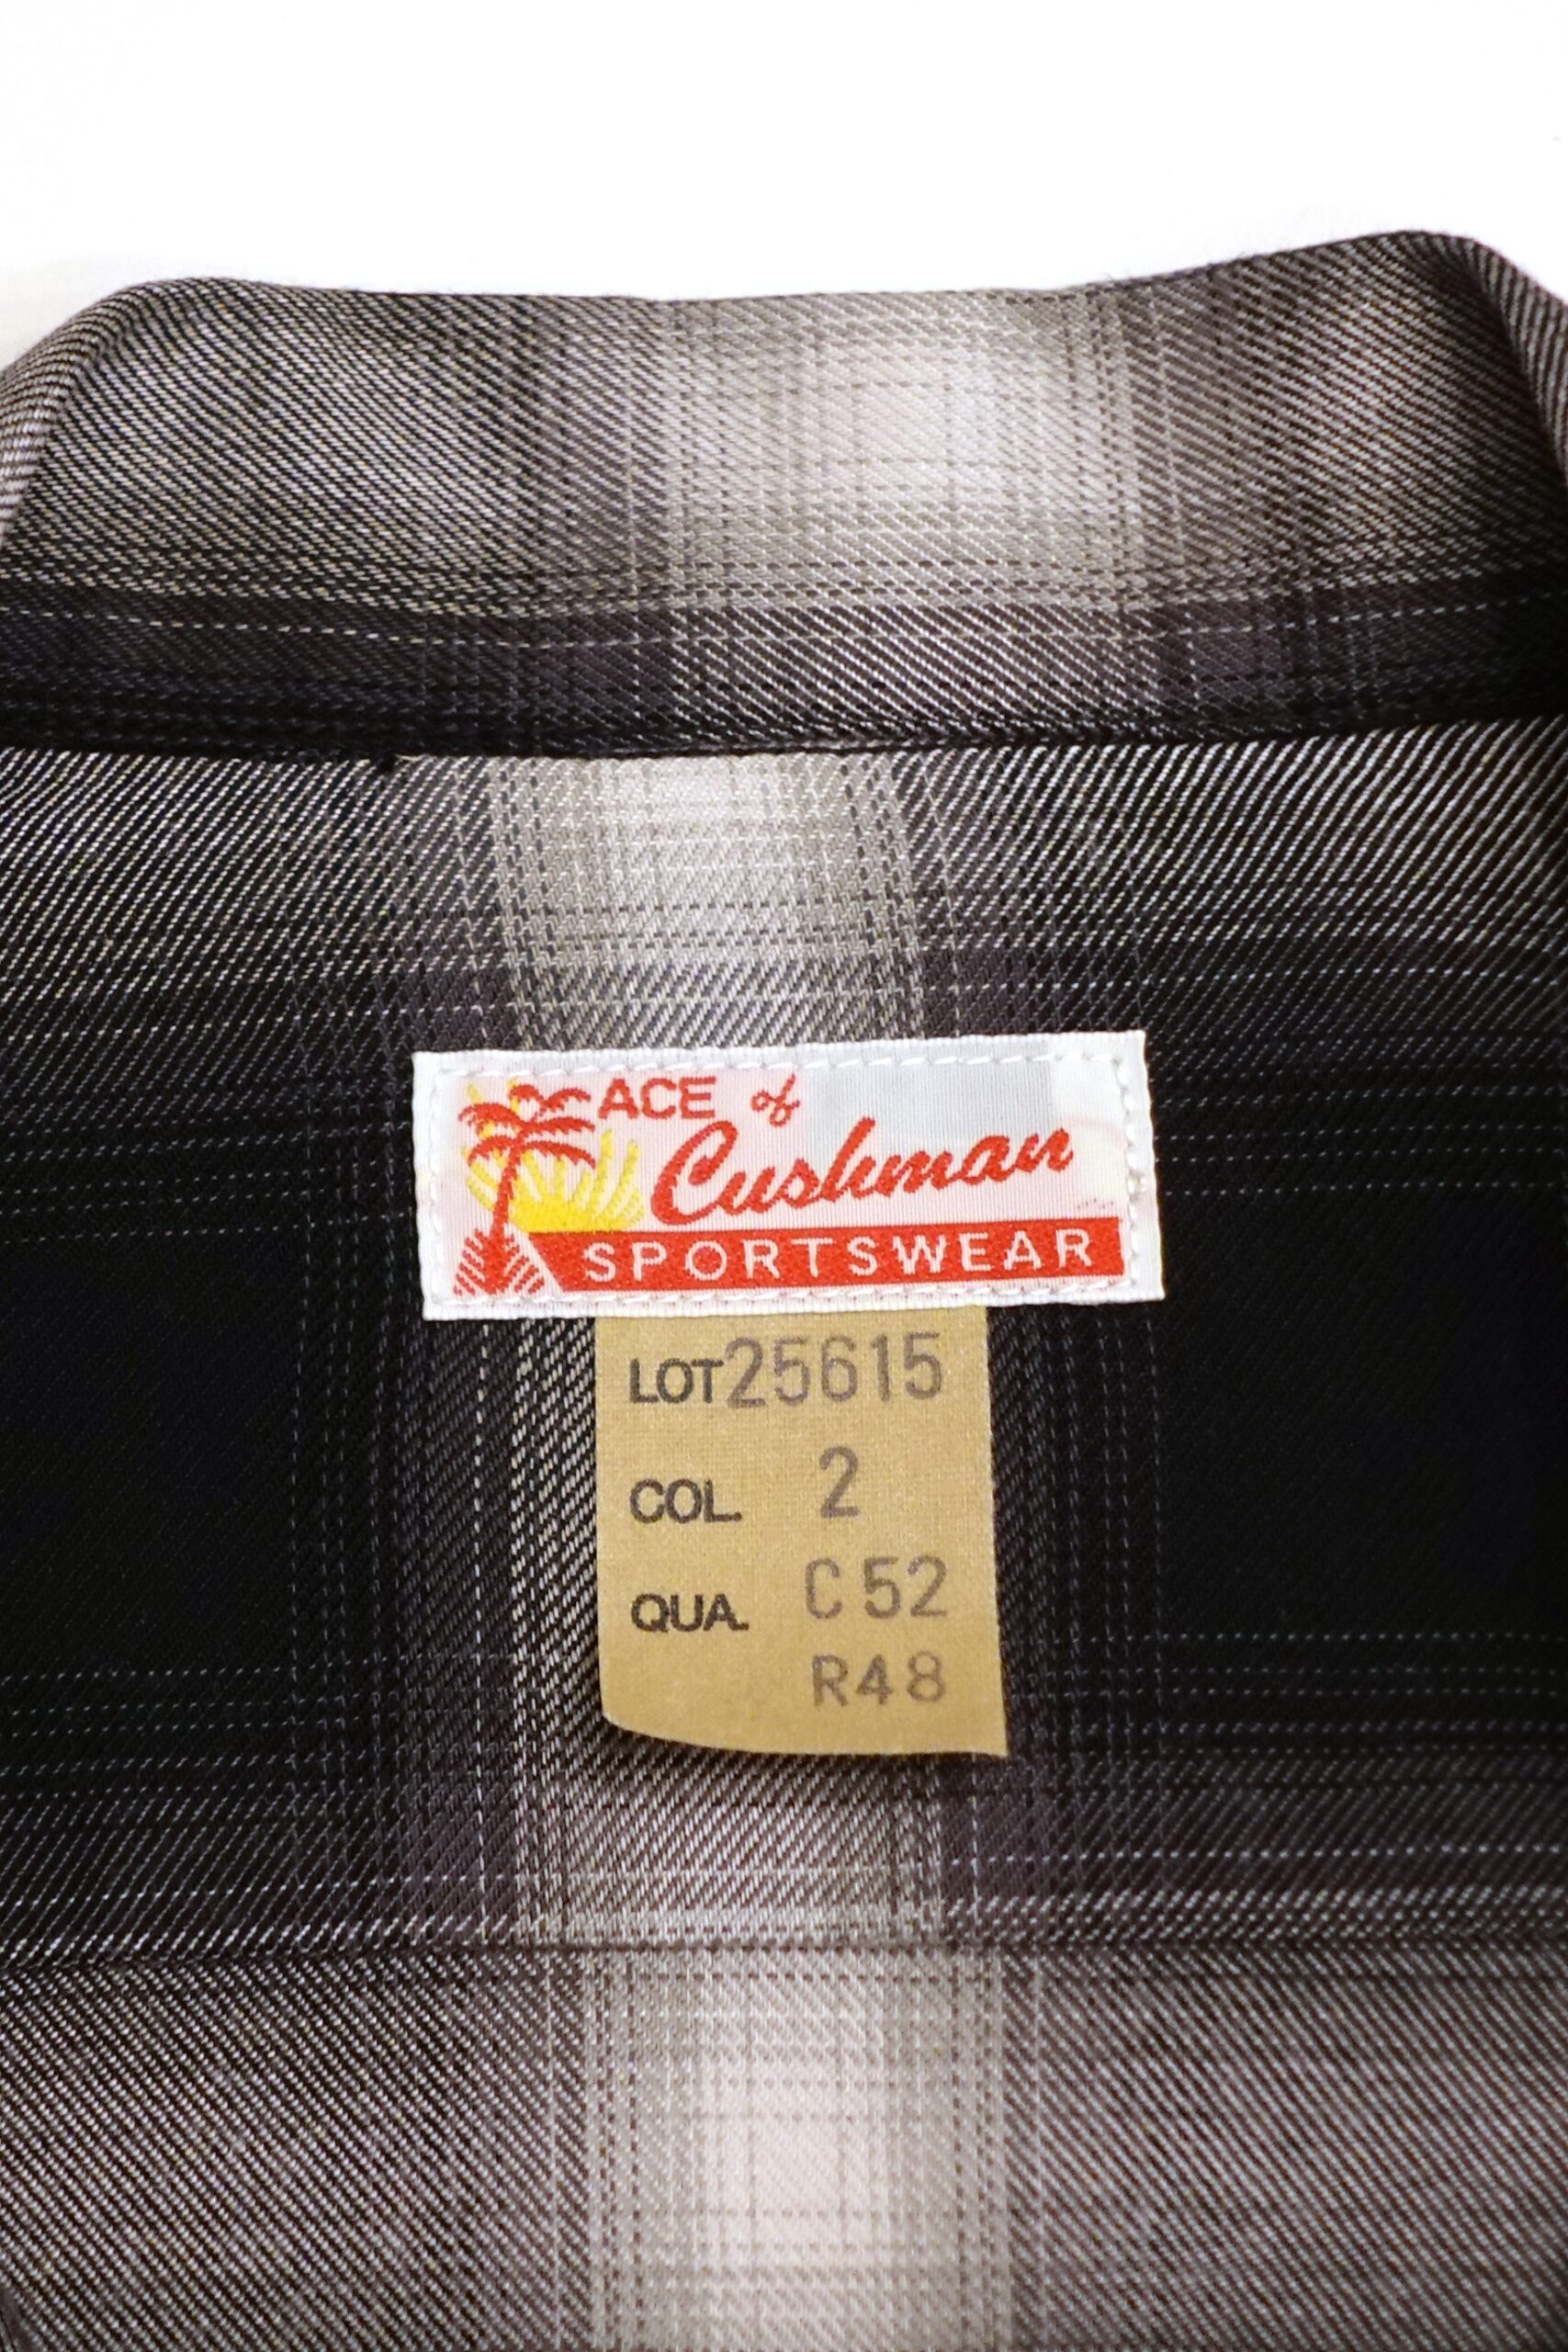 ACE of
Cushman
SPORTSWEAR
LOT 25615
COL. 2
QUA. C52
R48